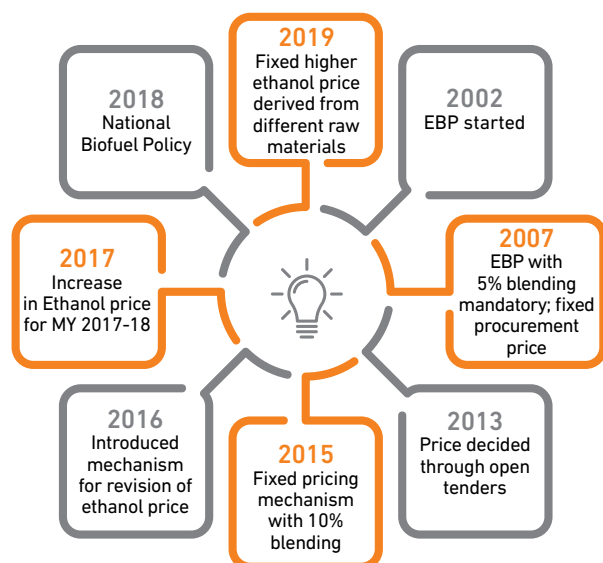 2019
Fixed higher
ethanol price
derived from
different raw
materials
2002
EBP started
2007
EBP with
5% blending
mandatory; fixed
procurement
price
2013
Price decided
through open
tenders
2015
Fixed pricing
mechanism
with 10%
blending
2016
Introduced
mechanism
for revision of
ethanol price
2017
Increase
in Ethanol price
for MY 2017-18
2018
National
Biofuel Policy